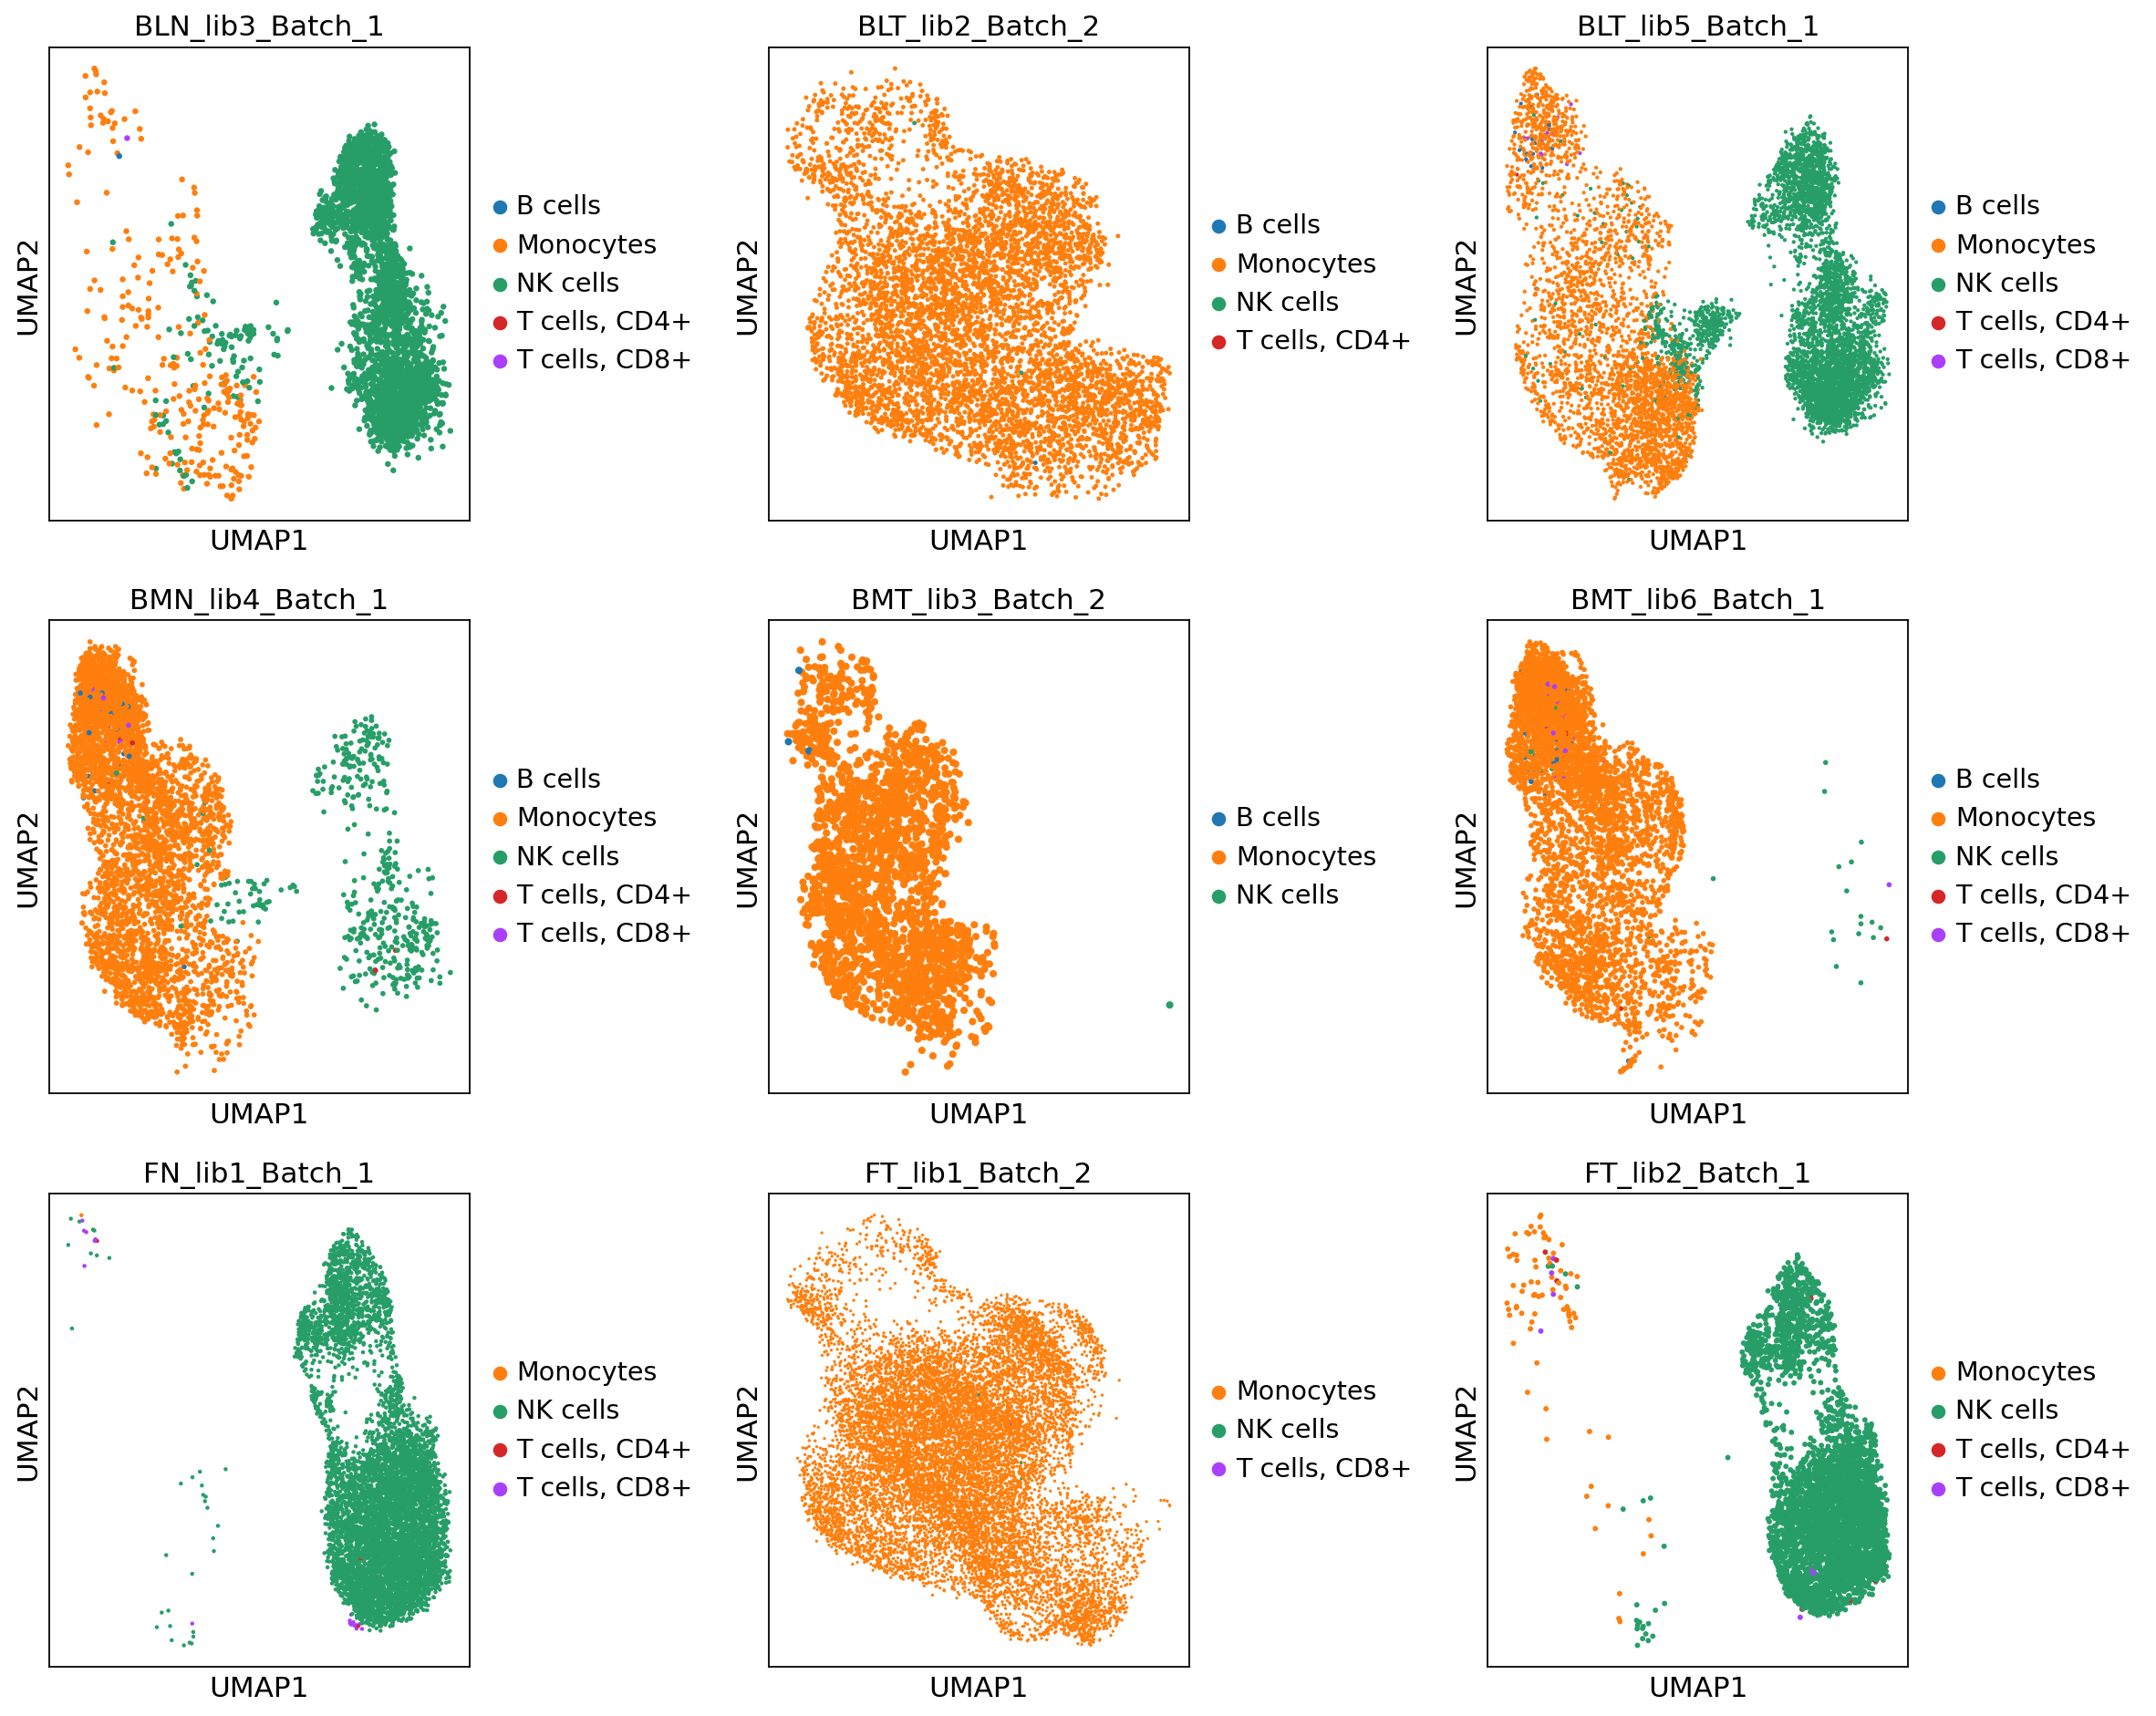 BLN_lib3_Batch_1
UMAP2
UMAP1
B cells
Monocytes
NK cells
T cells, CD4+
T cells, CD8+
BLT_lib2_Batch_2
UMAP2
UMAP1
B cells
Monocytes
NK cells
T cells, CD4+
BLT_lib5_Batch_1
UMAP2
UMAP1
B cells
Monocytes
NK cells
T cells, CD4+
T cells, CD8+
BMN_lib4_Batch_1
UMAP2
UMAP1
B cells
Monocytes
NK cells
T cells, CD4+
T cells, CD8+
BMT_lib3_Batch_2
UMAP2
UMAP1
B cells
Monocytes
NK cells
BMT_lib6_Batch_1
UMAP2
UMAP1
B cells
Monocytes
NK cells
T cells, CD4+
T cells, CD8+
FN_lib1_Batch_1
UMAP2
UMAP1
Monocytes
NK cells
T cells, CD4+
T cells, CD8+
FT_lib1_Batch_2
UMAP2
UMAP1
Monocytes
NK cells
T cells, CD8+
FT_lib2_Batch_1
UMAP2
UMAP1
Monocytes
NK cells
T cells, CD4+
T cells, CD8+